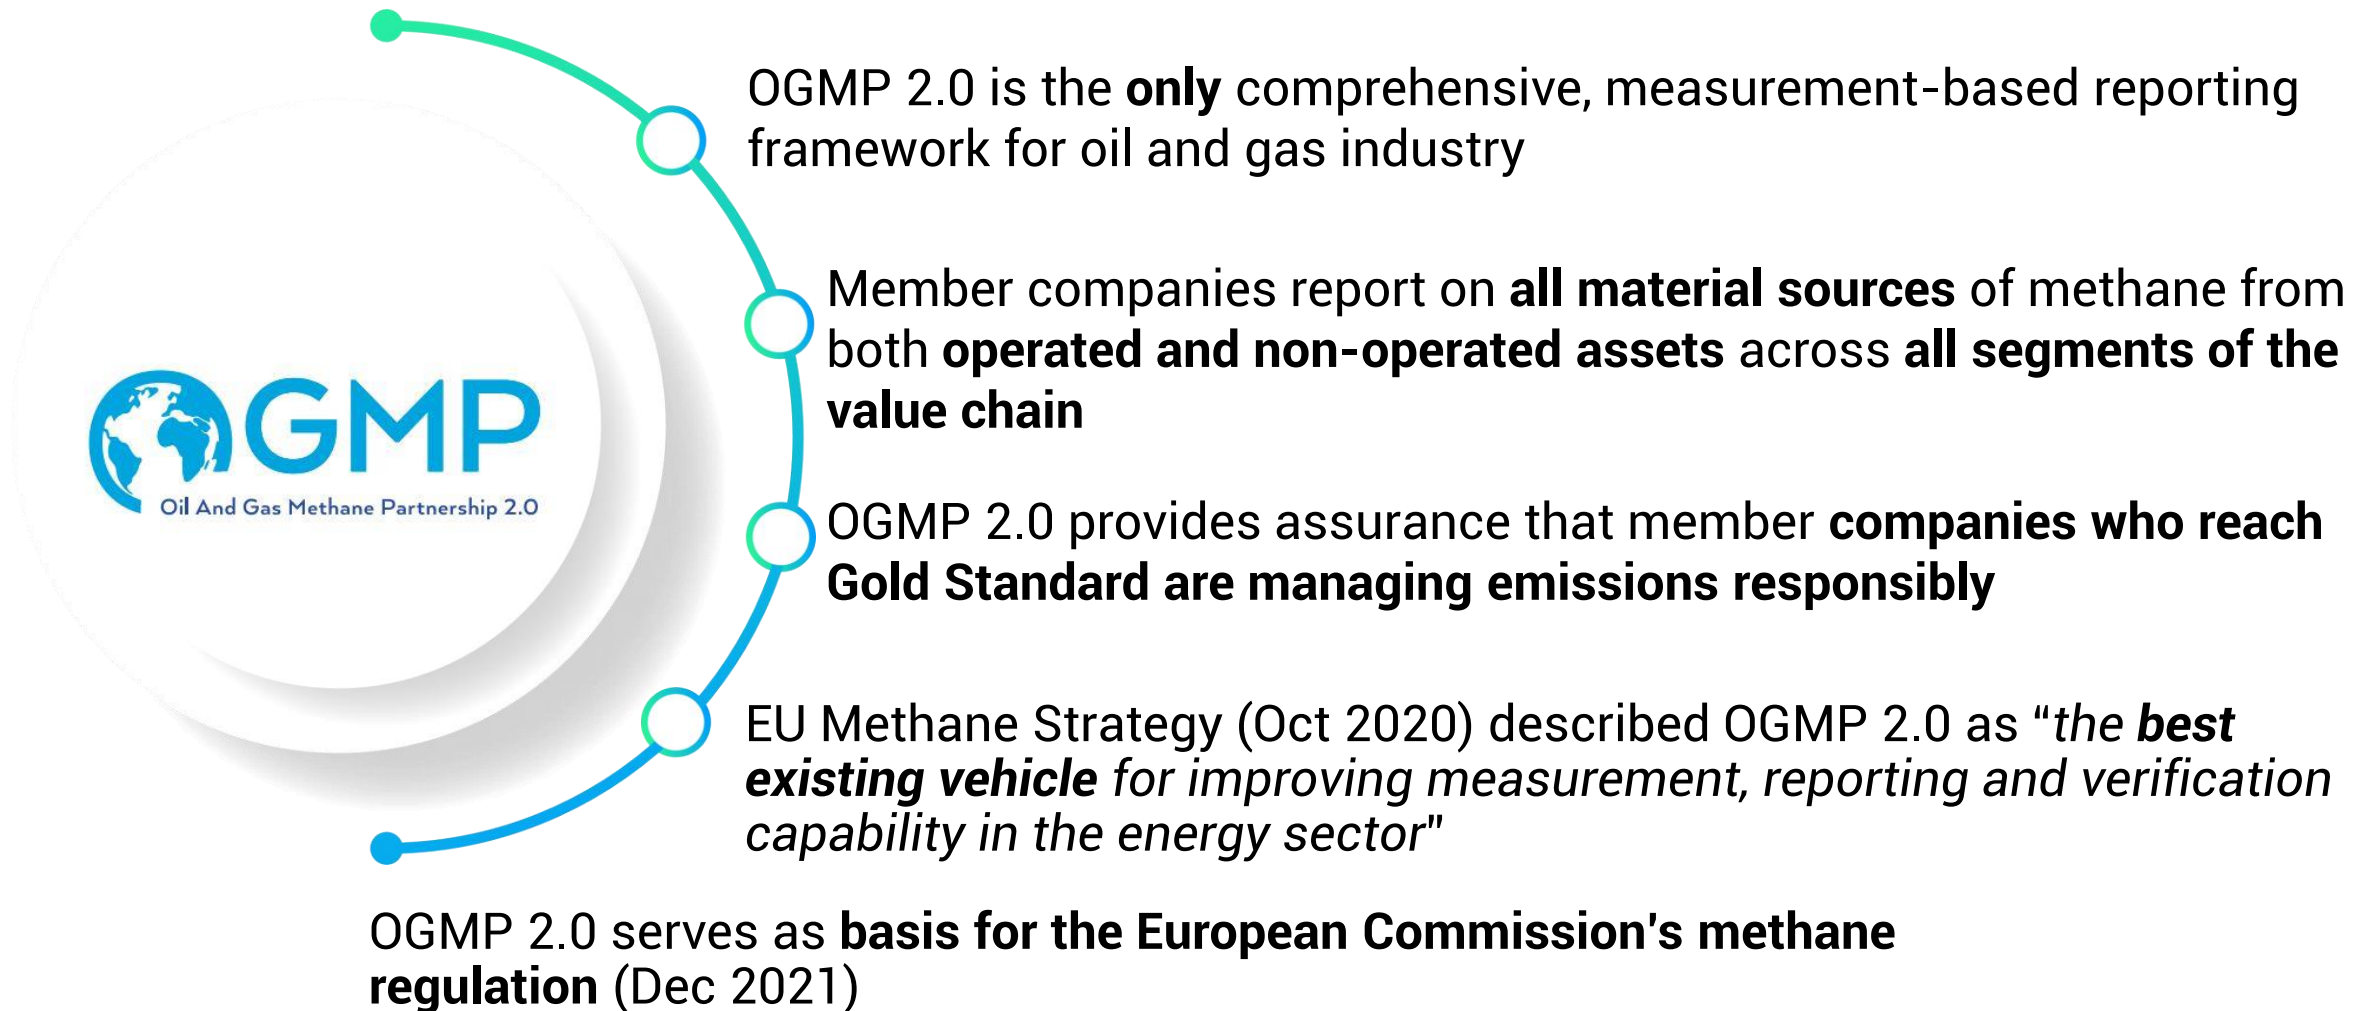 OGMP 2.0 is the only comprehensive, measurement-based reporting
framework for oil and gas industry
Member companies report on all material sources of methane from
both operated and non-operated assets across all segments of the
value chain
OGMP
Oil And Gas Methane Partnership 2.0
OGMP 2.0 provides assurance that member companies who reach
Gold Standard are managing emissions responsibly
EU Methane Strategy (Oct 2020) described OGMP 2.0 as “the best
existing vehicle for improving measurement, reporting and verification
capability in the energy sector"
OGMP 2.0 serves as basis for the European Commission's methane
regulation (Dec 2021)